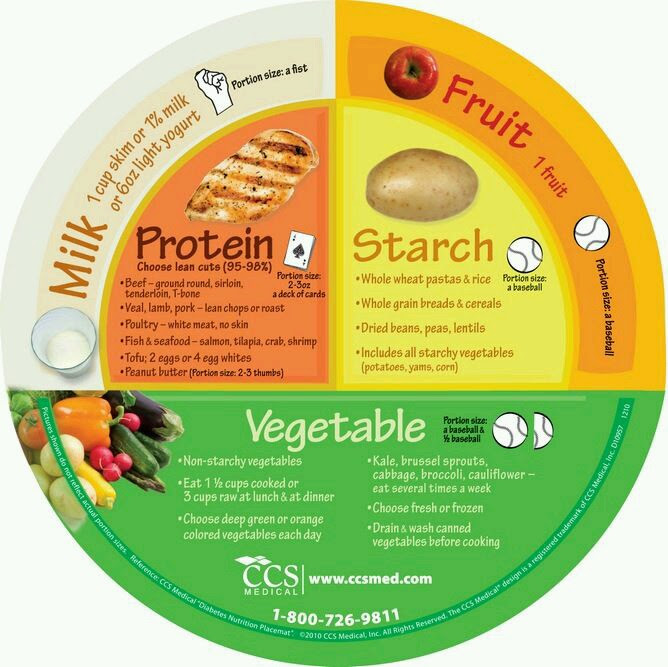 Milk
1 cup skim or 1% milk
or 6oz light yogurt
Portion size: a fist
Fruit
1 fruit
Portion size: a baseball
Protein
Choose lean cuts (95-98%)
Portion size:
2-3oz
a deck of cards
•Beef – ground round, sirloin,
tenderloin, T-bone
•Veal, lamb, pork – lean chops or roast
•Poultry – white meat, no skin
•Fish & seafood – salmon, tilapia, crab, shrimp
•Tofu; 2 eggs or 4 egg whites
•Peanut butter (Portion size: 2-3 thumbs)
Starch
Portion size:
a baseball
•Whole wheat pastas & rice
•Whole grain breads & cereals
•Dried beans, peas, lentils
•Includes all starchy vegetables
(potatoes, yams, corn)
Vegetable
Portion size:
a baseball &
½ baseball
•Non-starchy vegetables
•Eat 1 ½ cups cooked or
3 cups raw at lunch & at dinner
•Choose deep green or orange
colored vegetables each day
•Kale, brussel sprouts,
cabbage, broccoli, cauliflower –
eat several times a week
•Choose fresh or frozen
•Drain & wash canned
vegetables before cooking
CCS
MEDICAL
www.ccsmed.com
1-800-726-9811
Pictures shown do not reflect actual portion sizes. Reference: CCS Medical "Diabetes Nutrition Placemat". ©2010 CCS Medical, Inc. All Rights Reserved. The CCS Medical® design is a registered trademark of CCS Medical, Inc. D10957 1210